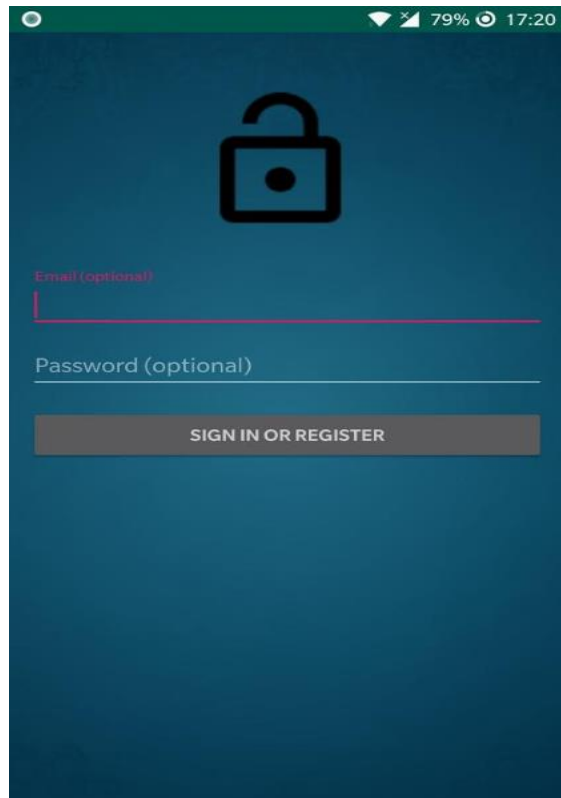 79% 17:20
Email (optional)
Password (optional)
SIGN IN OR REGISTER